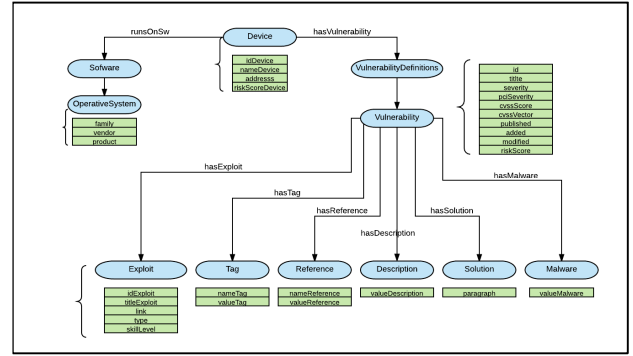 runsOnSw
Device
hasVulnerability
idDevice
nameDevice
addresss
riskScoreDevice
Sofware
VulnerabilityDefinitions
OperativeSystem
family
vendor
product
Vulnerability
id
titlte
severity
pciSeverity
cvssScore
cvssVector
published
added
modified
riskScore
hasExploit
hasTag
hasReference
hasDescription
hasSolution
hasMalware
Exploit
Tag
Reference
Description
Solution
Malware
idExploit
titleExploit
link
type
skillLevel
nameTag
valueTag
nameReference
valueReference
valueDescription
paragraph
valueMalware